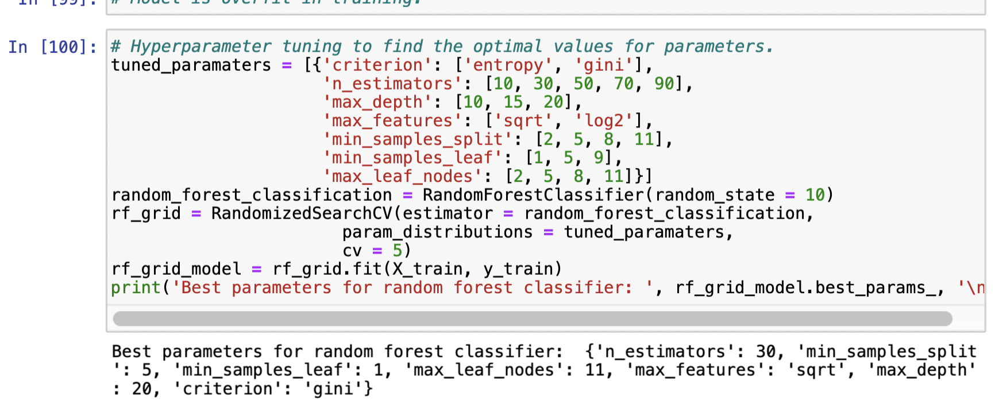 In [99]: # Model is overfit in training.
In [100]: # Hyperparameter tuning to find the optimal values for parameters.
tuned_paramaters = [{'criterion': ['entropy', 'gini'],
'n_estimators': [10, 30, 50, 70, 90],
'max_depth': [10, 15, 20],
'max_features': ['sqrt', 'log2'],
'min_samples_split': [2, 5, 8, 11],
'min_samples_leaf': [1, 5, 9],
'max_leaf_nodes': [2, 5, 8, 11]}]
random_forest_classification = RandomForestClassifier(random_state = 10)
rf_grid = RandomizedSearchCV(estimator = random_forest_classification,
param_distributions = tuned_paramaters,
cv = 5)
rf_grid_model = rf_grid.fit(X_train, y_train)
print('Best parameters for random forest classifier: ', rf_grid_model.best_params_, '\n
Best parameters for random forest classifier:  {'n_estimators': 30, 'min_samples_split
': 5, 'min_samples_leaf': 1, 'max_leaf_nodes': 11, 'max_features': 'sqrt', 'max_depth'
: 20, 'criterion': 'gini'}